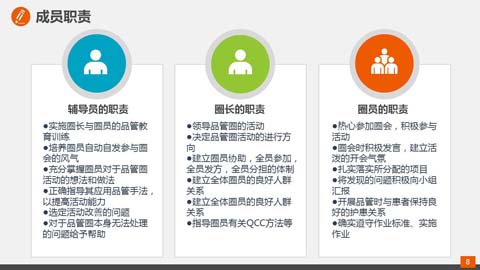 成员职责
辅导员的职责
●实施圈长与圈员的品管教
育训练
●培养圈员自动自发参与圈
会的风气
●充分掌握圈员对于品管圈
活动的想法和做法
●正确指导其应用品管手法，
以提高活动能力
●选定活动改善的问题
●对于品管圈本身无法处理
的问题给予帮助
圈长的职责
●领导品管圈的活动
●决定品管圈活动的进行方
向
●建立圈员协助，全员参加，
全员发方，全员分担的体制
●建立全体圈员的良好人群
关系
●建立全体圈员的良好人群
关系
●指导圈员有关QCC方法等
圈员的职责
●热心参加圈会，积极参与
活动
●圈会时积极发言，建立活
泼的开会气氛
●扎实落实所分配的项目
●将发现的问题积极向小组
汇报
●开展品管时与患者保持良
好的护患关系
●确实遵守作业标准、实施
作业
8